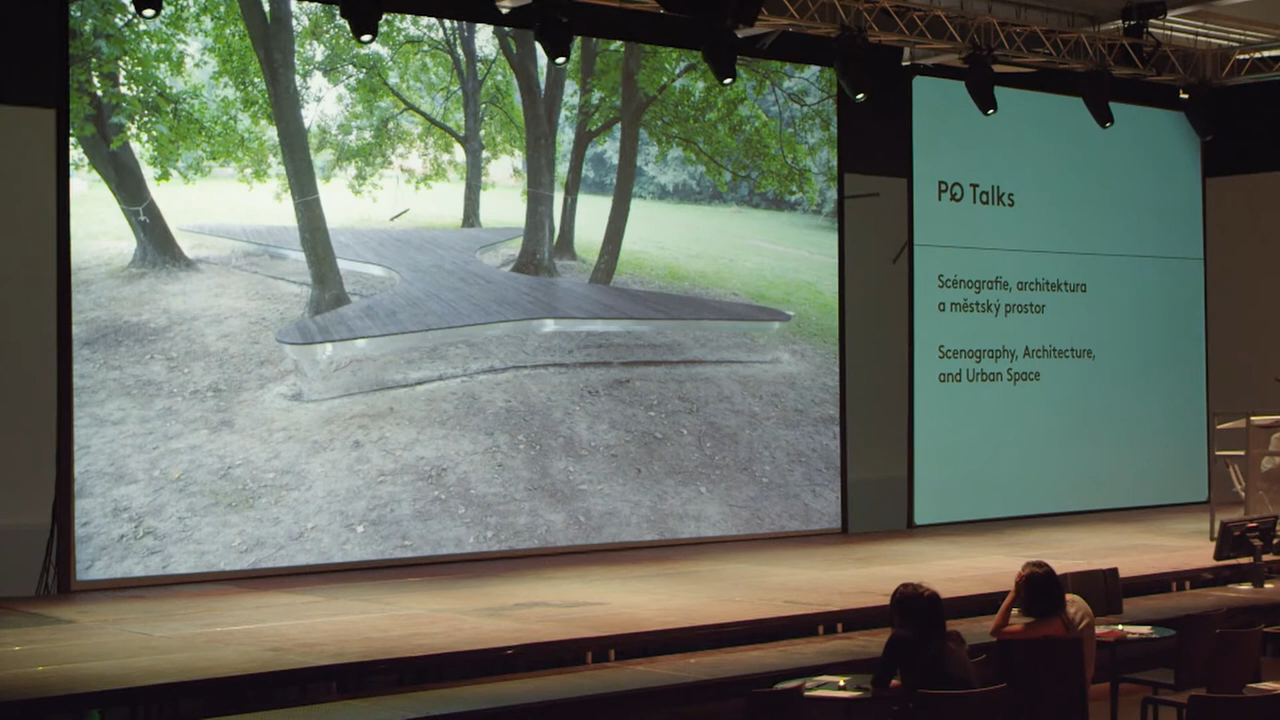 PQ Talks
Scénografie, architektura
a městský prostor
Scenography, Architecture,
and Urban Space